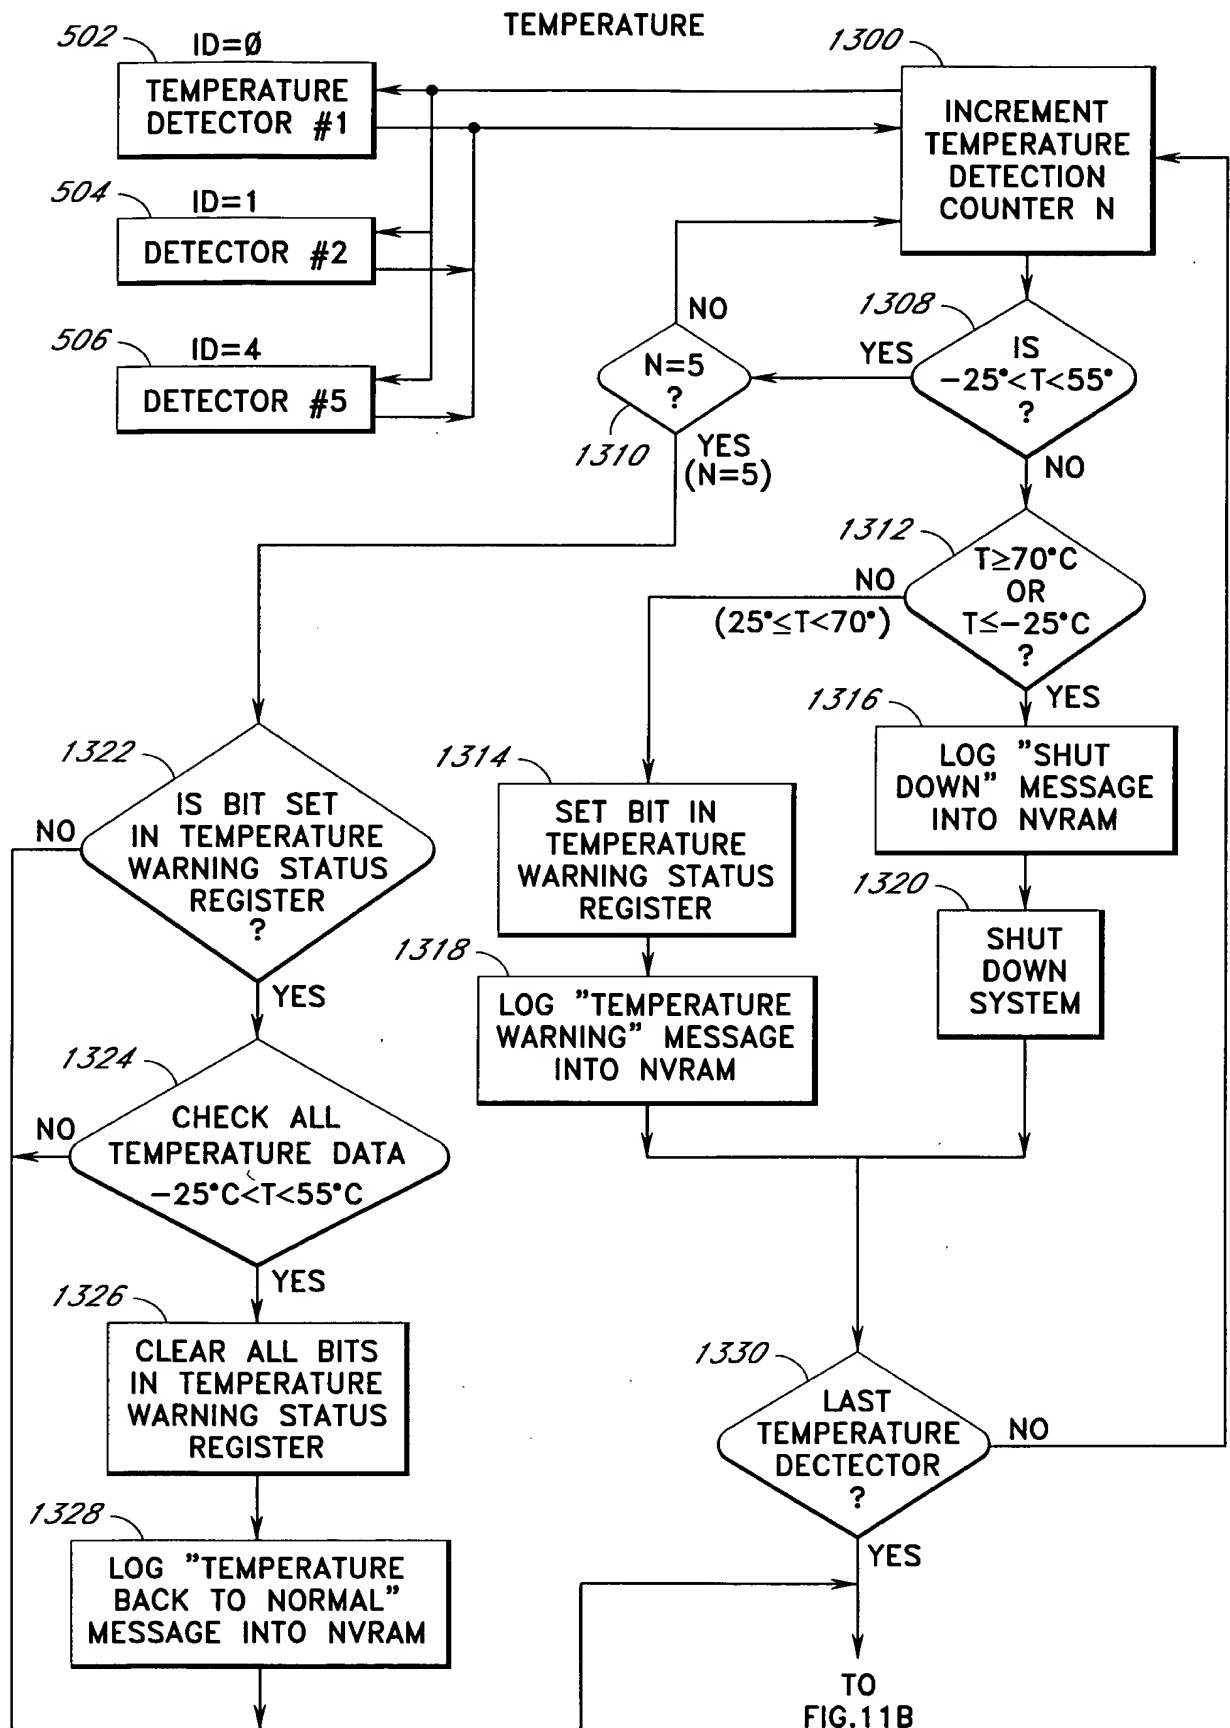 TEMPERATURE
502
ID=Ø
TEMPERATURE
DETECTOR #1
504
ID=1
DETECTOR #2
506
ID=4
DETECTOR #5
1300
INCREMENT
TEMPERATURE
DETECTION
COUNTER N
1308
IS
-25°<T<55°
?
YES
NO
N=5
?
1310
NO
YES
(N=5)
1312
T≥70°C
OR
T≤-25°C
?
NO
(25°≤T<70°)
YES
1316
LOG "SHUT
DOWN" MESSAGE
INTO NVRAM
1320
SHUT
DOWN
SYSTEM
1314
SET BIT IN
TEMPERATURE
WARNING STATUS
REGISTER
1318
LOG "TEMPERATURE
WARNING" MESSAGE
INTO NVRAM
1322
IS BIT SET
IN TEMPERATURE
WARNING STATUS
REGISTER
?
NO
YES
1324
CHECK ALL
TEMPERATURE DATA
-25°C<T<55°C
NO
YES
1326
CLEAR ALL BITS
IN TEMPERATURE
WARNING STATUS
REGISTER
1328
LOG "TEMPERATURE
BACK TO NORMAL"
MESSAGE INTO NVRAM
1330
LAST
TEMPERATURE
DECTECTOR
?
NO
YES
TO
FIG.11B